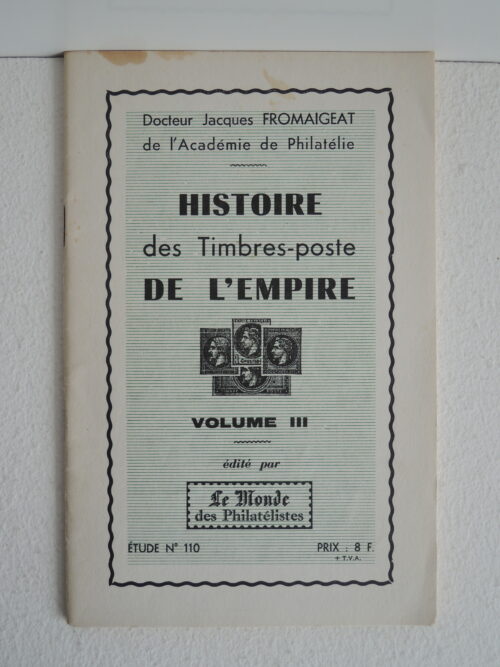 Docteur Jacques FROMAIGEAT
de l'Académie de Philatélie
HISTOIRE
des Timbres-poste
DE L'EMPIRE
VOLUME III
édité par
Le Monde
des Philatélistes
ÉTUDE N° 110 PRIX : 8 F.
+ T.V.A.